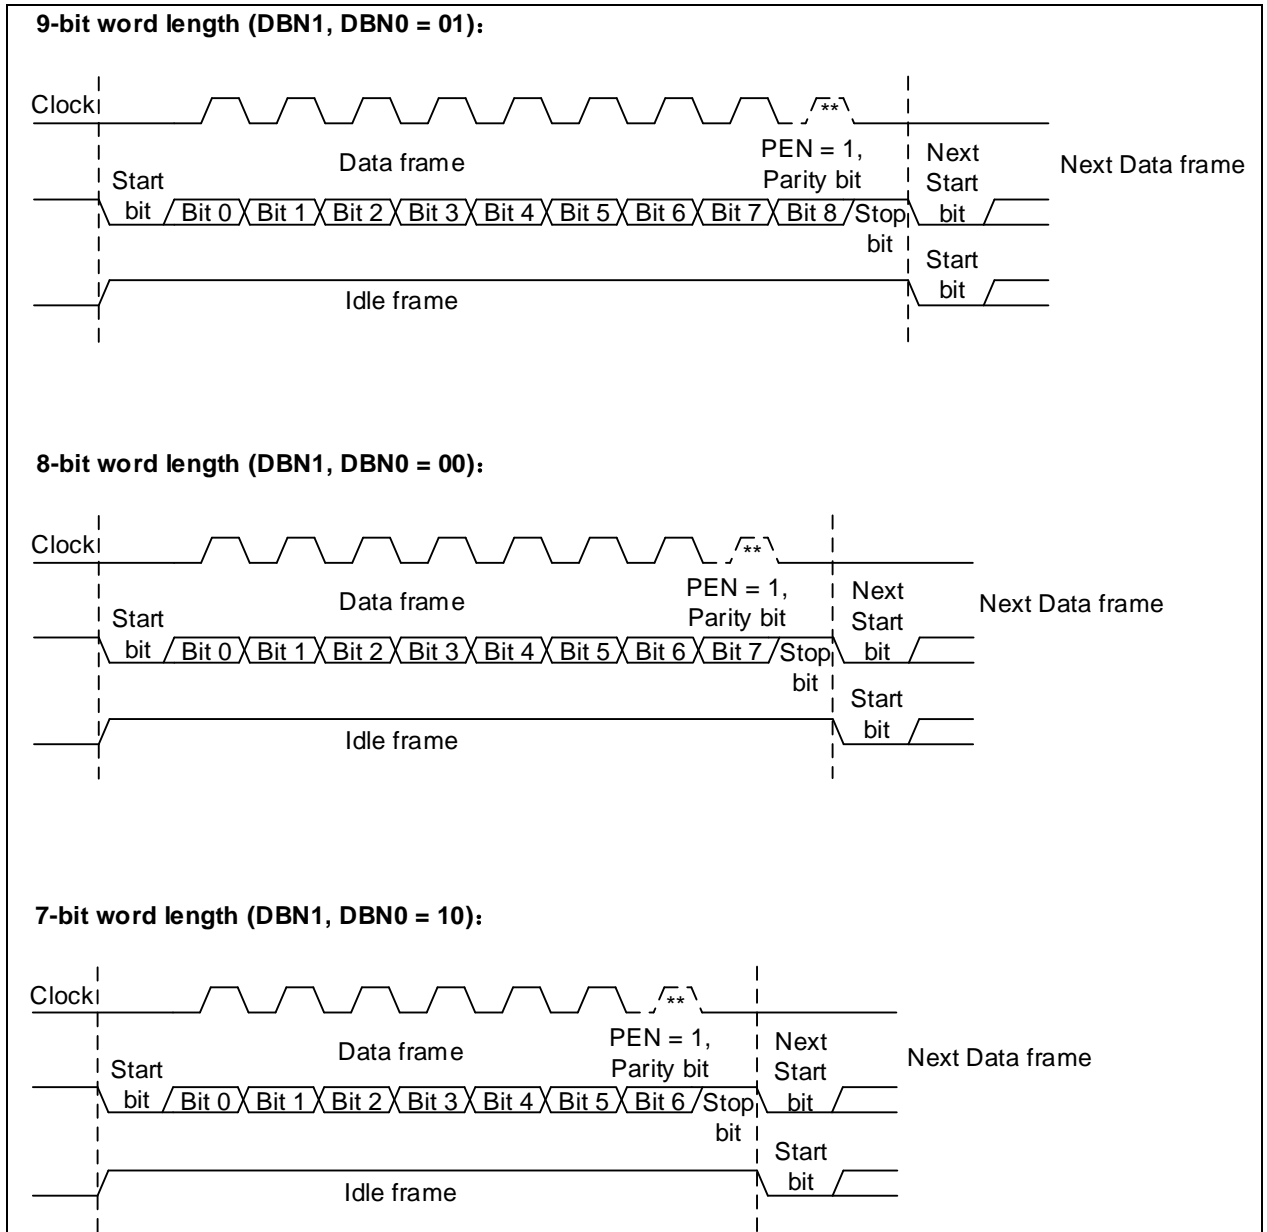 9-bit word length (DBN1, DBN0 = 01)：
Clock
**
Data frame
PEN = 1,
Parity bit
Next
Start
bit
Next Data frame
Start
bit
Bit 0 Bit 1 Bit 2 Bit 3 Bit 4 Bit 5 Bit 6 Bit 7 Bit 8
Stop
bit
Start
bit
Idle frame
8-bit word length (DBN1, DBN0 = 00)：
Clock
**
Data frame
PEN = 1,
Parity bit
Next
Start
bit
Next Data frame
Start
bit
Bit 0 Bit 1 Bit 2 Bit 3 Bit 4 Bit 5 Bit 6 Bit 7
Stop
bit
Start
bit
Idle frame
7-bit word length (DBN1, DBN0 = 10)：
Clock
**
Data frame
PEN = 1,
Parity bit
Next
Start
bit
Next Data frame
Start
bit
Bit 0 Bit 1 Bit 2 Bit 3 Bit 4 Bit 5 Bit 6
Stop
bit
Start
bit
Idle frame